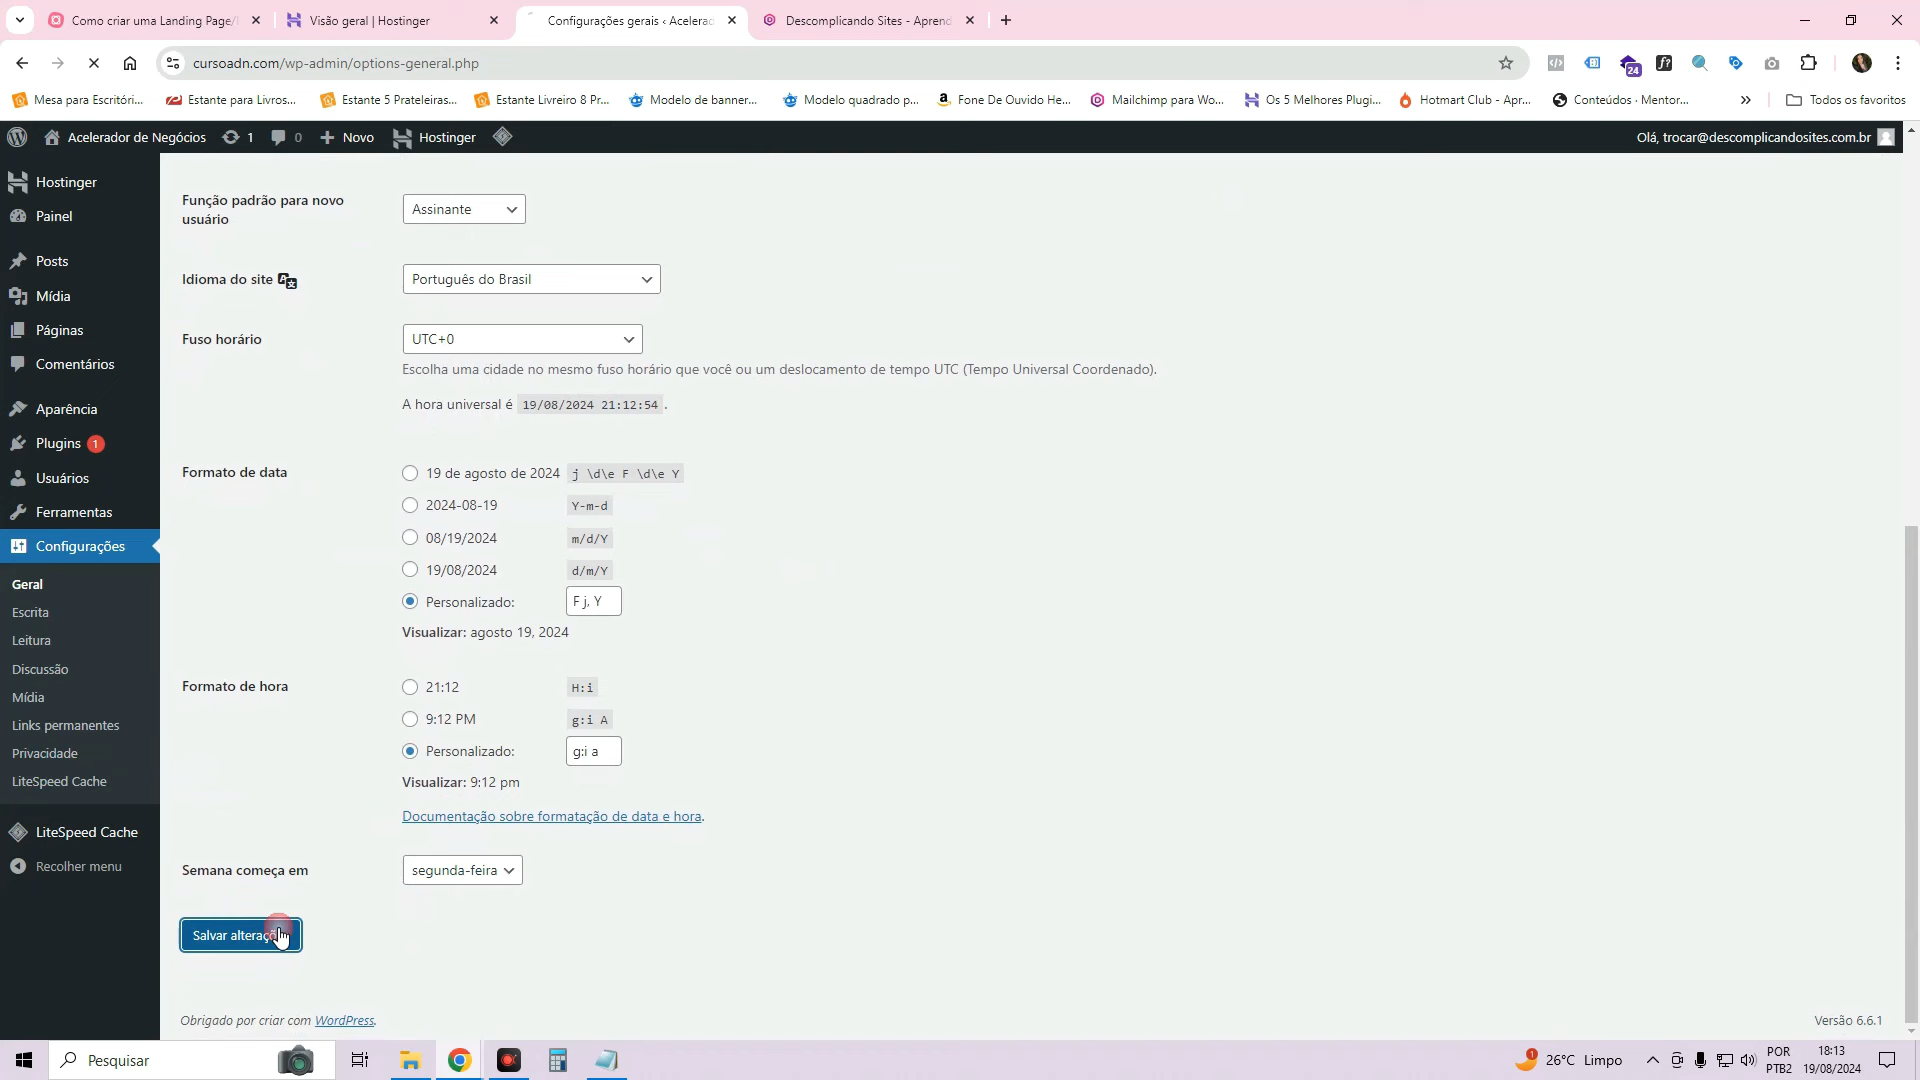 Como criar uma Landing Page/
Visão geral | Hostinger
Configurações gerais ‹ Acelerad
Descomplicando Sites - Aprend
cursoadn.com/wp-admin/options-general.php
24
Mesa para Escritóri...
Estante para Livros...
Estante 5 Prateleiras...
Estante Livreiro 8 Pr...
Modelo de banner...
Modelo quadrado p...
Fone De Ouvido He...
Mailchimp para Wo...
Os 5 Melhores Plugi...
Hotmart Club - Apr...
Conteúdos · Mentor...
Todos os favoritos
Acelerador de Negócios
1
0
Novo
Hostinger
Olá, trocar@descomplicandosites.com.br
Hostinger
Painel
Posts
Mídia
Páginas
Comentários
Aparência
Plugins 1
Usuários
Ferramentas
Configurações
Geral
Escrita
Leitura
Discussão
Mídia
Links permanentes
Privacidade
LiteSpeed Cache
LiteSpeed Cache
Recolher menu
Função padrão para novo
usuário
Assinante
Idioma do site
Português do Brasil
Fuso horário
UTC+0
Escolha uma cidade no mesmo fuso horário que você ou um deslocamento de tempo UTC (Tempo Universal Coordenado).
A hora universal é 19/08/2024 21:12:54 .
Formato de data
19 de agosto de 2024 j \d\e F \d\e Y
2024-08-19 Y-m-d
08/19/2024 m/d/Y
19/08/2024 d/m/Y
Personalizado: F j, Y
Visualizar: agosto 19, 2024
Formato de hora
21:12 H:i
9:12 PM g:i A
Personalizado: g:i a
Visualizar: 9:12 pm
Documentação sobre formatação de data e hora.
Semana começa em
segunda-feira
Salvar alteraç
Obrigado por criar com WordPress.
Versão 6.6.1
Pesquisar
1
26°C Limpo
POR
PTB2
18:13
19/08/2024